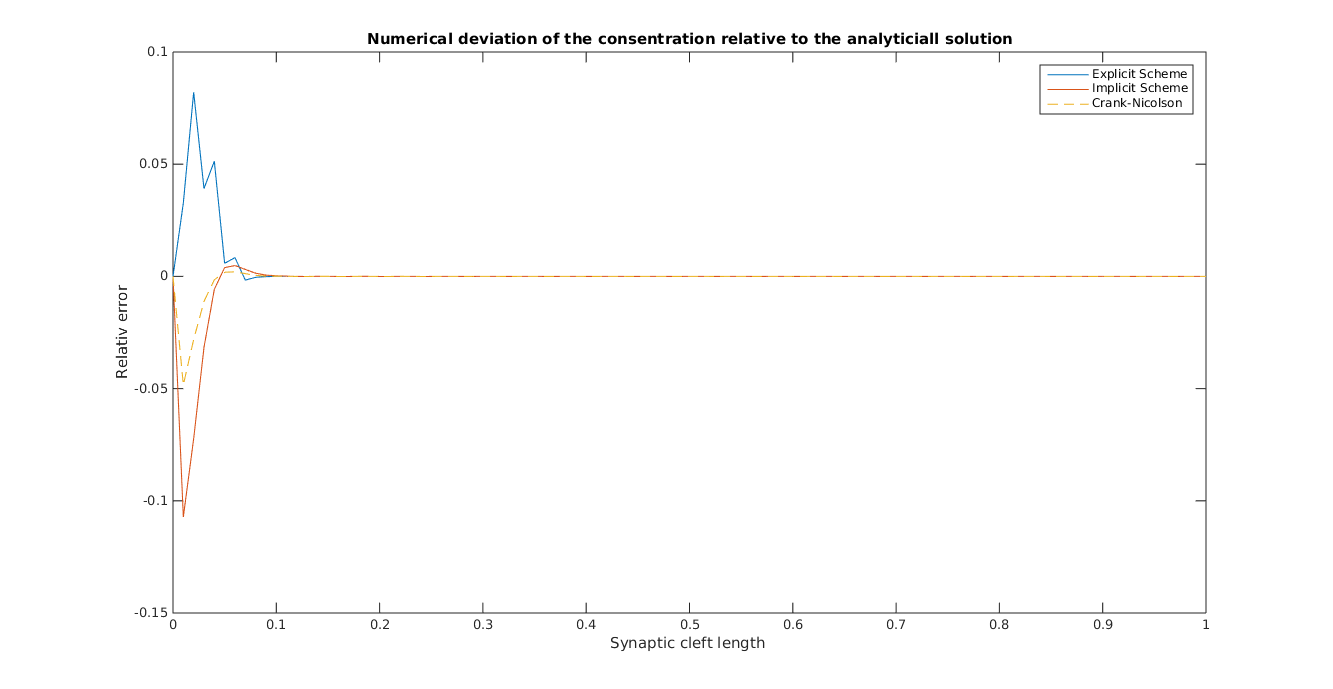 Numerical deviation of the consentration relative to the analyticiall solution
0.1
0.05
0
-0.05
-0.1
-0.15
Relativ error
Explicit Scheme
Implicit Scheme
Crank-Nicolson
0 0.1 0.2 0.3 0.4 0.5 0.6 0.7 0.8 0.9 1
Synaptic cleft length